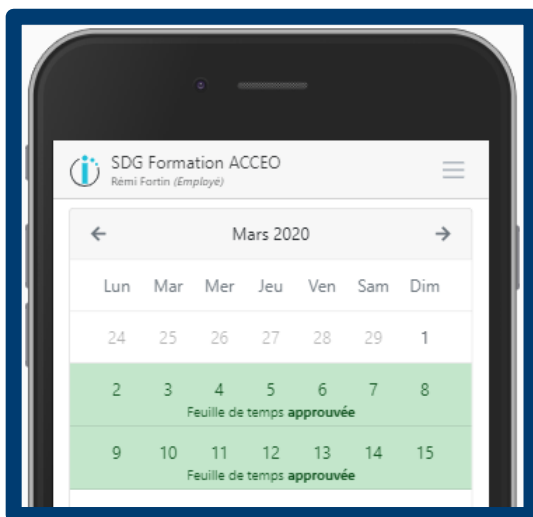 SDG Formation ACCEO
Rémi Fortin (Employé)
Mars 2020
Lun Mar Mer Jeu Ven Sam Dim
24 25 26 27 28 29 1
2 3 4 5 6 7 8
Feuille de temps approuvée
9 10 11 12 13 14 15
Feuille de temps approuvée